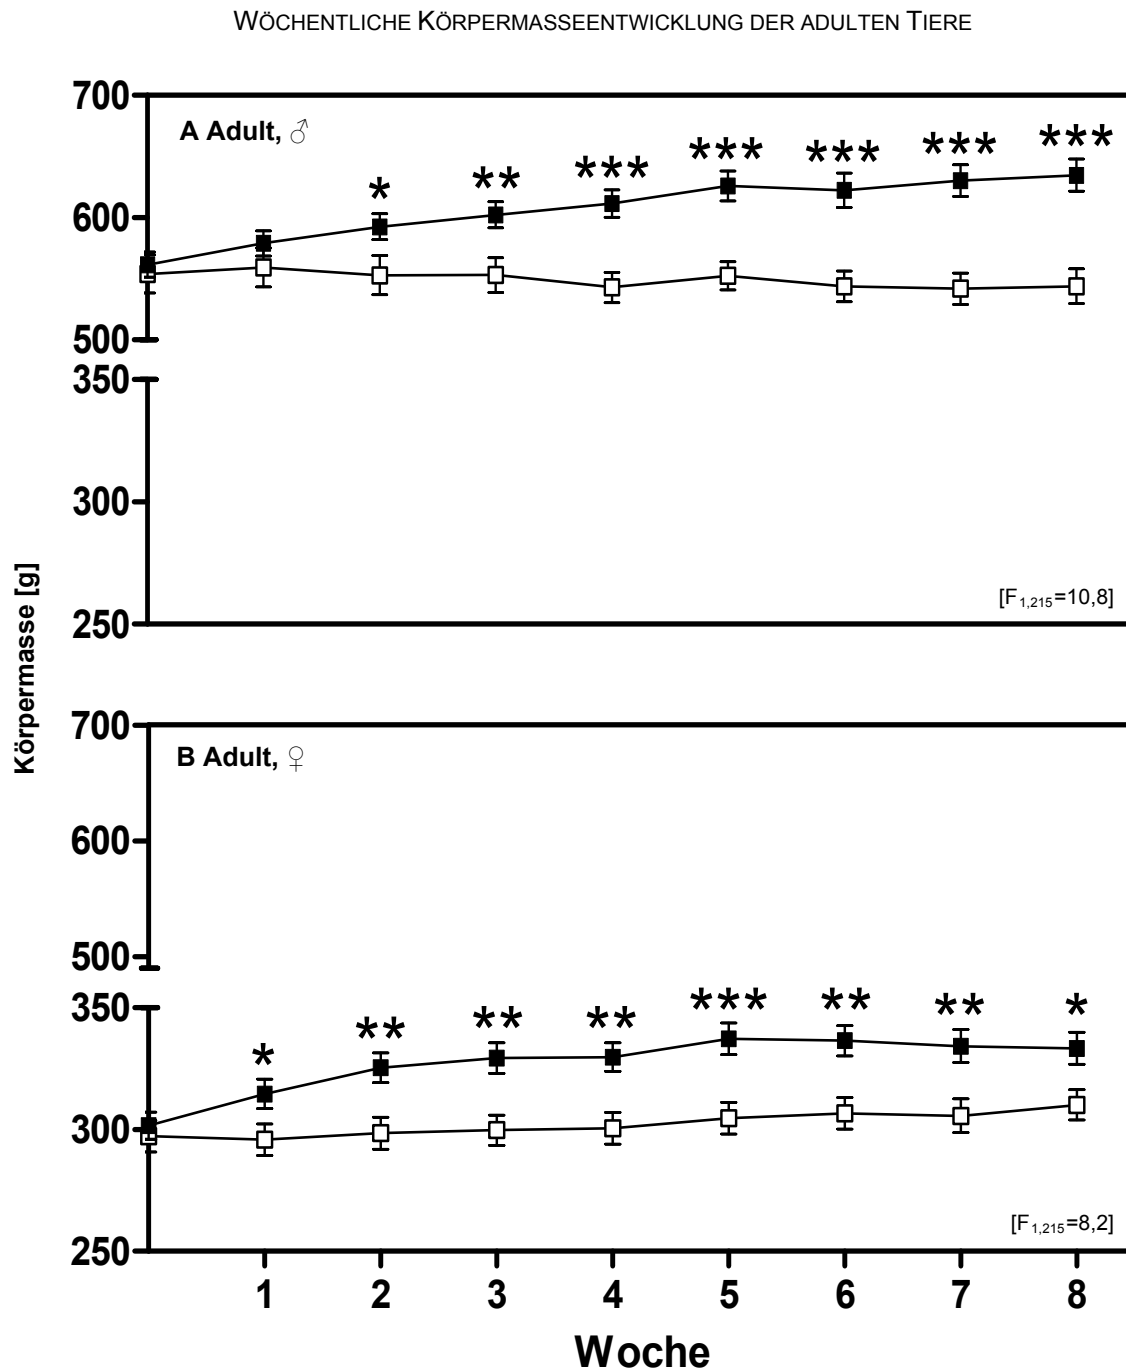 WÖCHENTLICHE KÖRPERMASSEENTWICKLUNG DER ADULTEN TIERE
700
A Adult, ♂
* ** *** *** *** *** ***
600
500
350
300
[F1,215=10,8]
250
Körpermasse [g]
700
B Adult, ♀
600
500
350
* ** ** ** *** ** ** *
300
[F1,215=8,2]
250
1 2 3 4 5 6 7 8
Woche